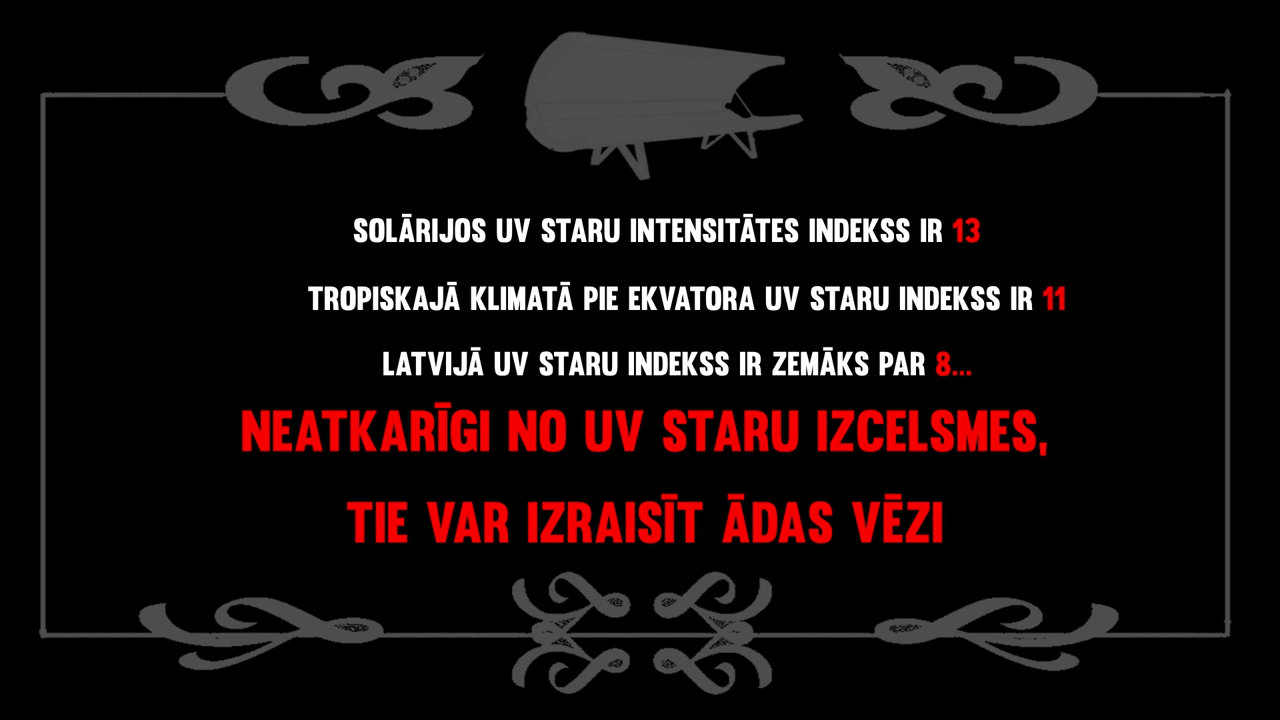 SOLĀRIJOS UV STARU INTENSITĀTES INDEKSS IR 13
TROPISKAJĀ KLIMATĀ PIE EKVATORA UV STARU INDEKSS IR 11
LATVIJĀ UV STARU INDEKSS IR ZEMĀKS PAR 8...
NEATKARĪGI NO UV STARU IZCELSMES,
TIE VAR IZRAISĪT ĀDAS VĒZI